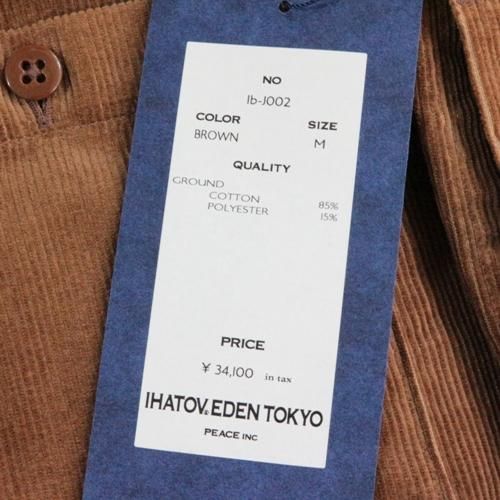 NO
Ib-J002
COLOR SIZE
BROWN M
QUALITY
GROUND
COTTON 85%
POLYESTER 15%
PRICE
¥ 34,100 in tax
IHATOV. EDEN TOKYO
PEACE INC